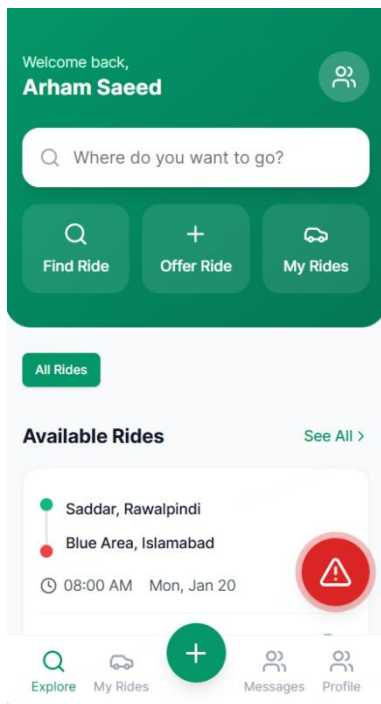 Welcome back,
Arham Saeed
Where do you want to go?
Find Ride
Offer Ride
My Rides
All Rides
Available Rides
See All
Saddar, Rawalpindi
Blue Area, Islamabad
08:00 AM Mon, Jan 20
Explore
My Rides
Messages
Profile